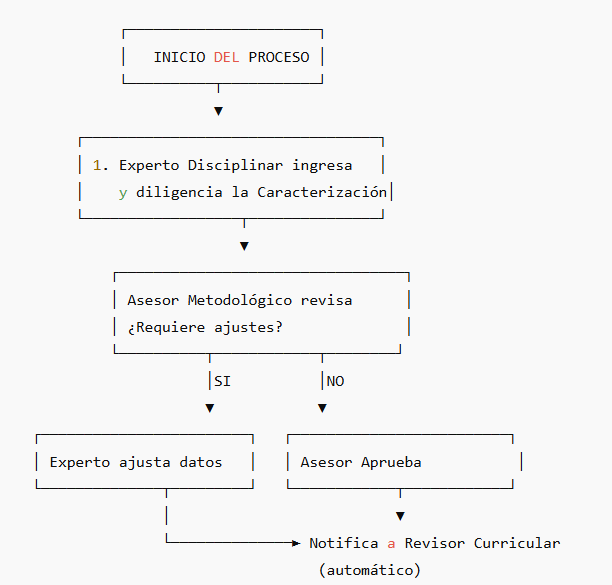 INICIO DEL PROCESO
1. Experto Disciplinar ingresa
y diligencia la Caracterización
Asesor Metodológico revisa
¿Requiere ajustes?
SI NO
Experto ajusta datos Asesor Aprueba
Notifica a Revisor Curricular
(automático)